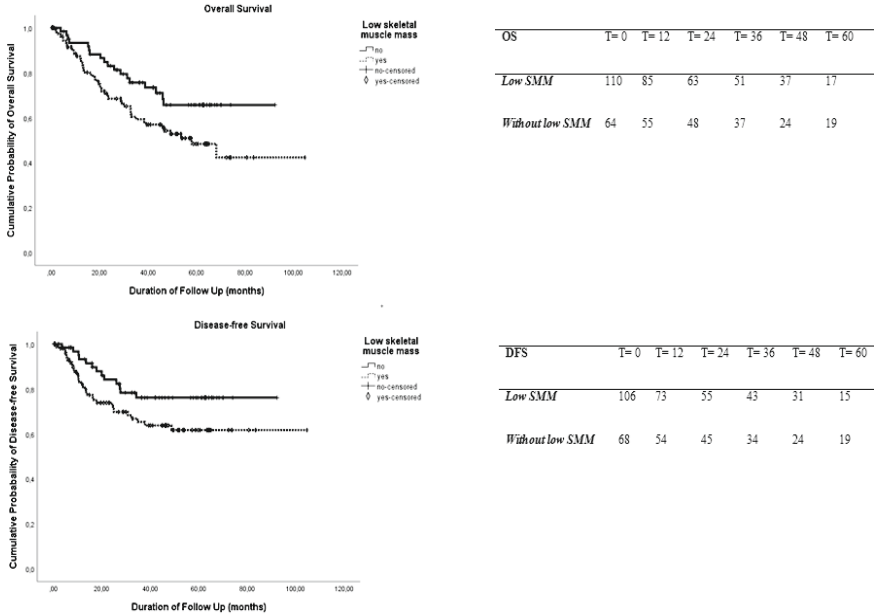 Overall Survival
Cumulative Probability of Overall Survival
1,0
0,8
0,6
0,4
0,2
0,0
,00 20,00 40,00 60,00 80,00 100,00 120,00
Duration of Follow Up (months)
Low skeletal
muscle mass
no
yes
no-censored
yes-censored
OS T= 0 T= 12 T= 24 T= 36 T= 48 T= 60
Low SMM 110 85 63 51 37 17
Without low SMM 64 55 48 37 24 19
Disease-free Survival
Cumulative Probabaility of Disease-free Survival
1,0
0,8
0,6
0,4
0,2
0,0
,00 20,00 40,00 60,00 80,00 100,00 120,00
Duration of Follow Up (months)
Low skeletal
muscle mass
no
yes
no-censored
yes-censored
DFS T= 0 T= 12 T= 24 T= 36 T= 48 T= 60
Low SMM 106 73 55 43 31 15
Without low SMM 68 54 45 34 24 19